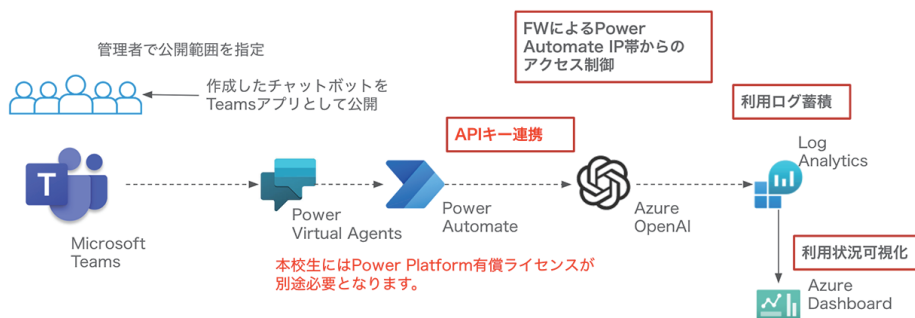 管理者で公開範囲を指定
作成したチャットボットを
Teamsアプリとして公開
FWによるPower
Automate IP帯からの
アクセス制御
利用ログ蓄積
APIキー連携
T
Microsoft
Teams
Power
Virtual Agents
Power
Automate
Azure
OpenAI
Log
Analytics
本校生にはPower Platform有償ライセンスが
別途必要となります。
利用状況可視化
Azure
Dashboard